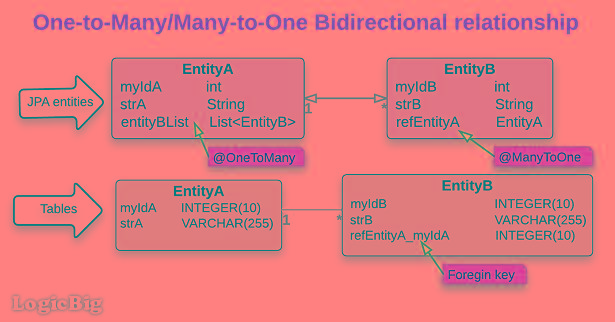 One-to-Many/Many-to-One Bidirectional relationship
JPA entities
EntityA
myIdA int
strA String
entityBList List<EntityB>
1
*
EntityB
myIdB int
strB String
refEntityA EntityA
@OneToMany
@ManyToOne
Tables
EntityA
myIdA INTEGER(10)
strA VARCHAR(255)
1
*
EntityB
myIdB INTEGER(10)
strB VARCHAR(255)
refEntityA_myIdA INTEGER(10)
Foregin key
LogicBig